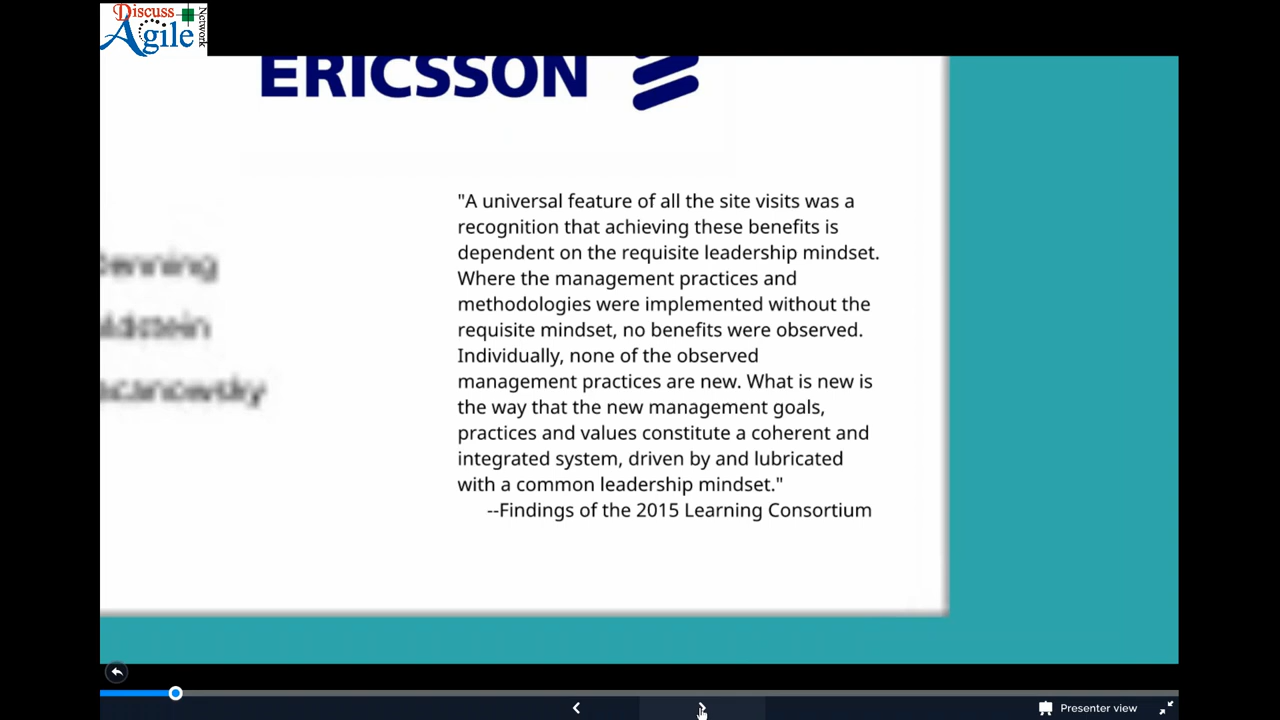 Discuss
Agile
Network
ERICSSON
"A universal feature of all the site visits was a
recognition that achieving these benefits is
dependent on the requisite leadership mindset.
Where the management practices and
methodologies were implemented without the
requisite mindset, no benefits were observed.
Individually, none of the observed
management practices are new. What is new is
the way that the new management goals,
practices and values constitute a coherent and
integrated system, driven by and lubricated
with a common leadership mindset."
--Findings of the 2015 Learning Consortium
Presenter view